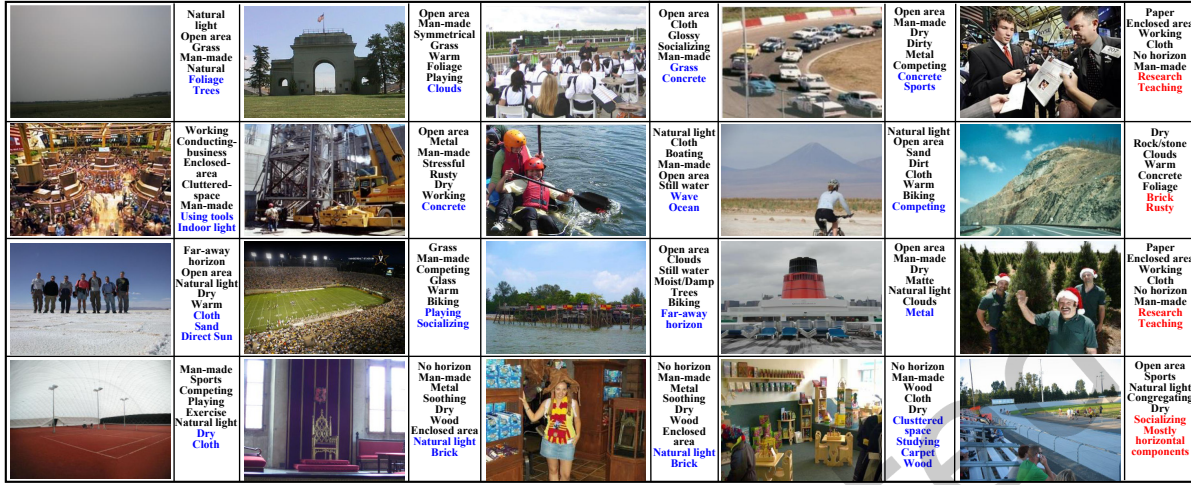 Natural
light
Open area
Grass
Man-made
Natural
Foliage
Trees
Open area
Man-made
Symmetrical
Grass
Warm
Foliage
Playing
Clouds
Open area
Cloth
Glossy
Socializing
Man-made
Grass
Concrete
Open area
Man-made
Dry
Dirty
Metal
Competing
Concrete
Sports
Paper
Enclosed area
Working
Cloth
No horizon
Man-made
Research
Teaching
Working
Conducting-
business
Enclosed-
area
Cluttered-
space
Man-made
Using tools
Indoor light
Open area
Metal
Man-made
Stressful
Rusty
Dry
Working
Concrete
Natural light
Cloth
Boating
Man-made
Open area
Still water
Wave
Ocean
Natural light
Open area
Sand
Dirt
Cloth
Warm
Biking
Competing
Dry
Rock/stone
Clouds
Warm
Concrete
Foliage
Brick
Rusty
Far-away
horizon
Open area
Natural light
Dry
Warm
Cloth
Sand
Direct Sun
Grass
Man-made
Competing
Glass
Warm
Biking
Playing
Socializing
Open area
Clouds
Still water
Moist/Damp
Trees
Biking
Far-away
horizon
Open area
Man-made
Dry
Matte
Natural light
Clouds
Metal
Paper
Enclosed area
Working
Cloth
No horizon
Man-made
Research
Teaching
Man-made
Sports
Competing
Playing
Exercise
Natural light
Dry
Cloth
No horizon
Man-made
Metal
Soothing
Dry
Wood
Enclosed area
Natural light
Brick
No horizon
Man-made
Metal
Soothing
Dry
Wood
Enclosed
area
Natural light
Brick
No horizon
Man-made
Wood
Cloth
Dry
Clusttered
space
Studying
Carpet
Wood
Open area
Sports
Natural light
Congregating
Dry
Socializing
Mostly
horizontal
components